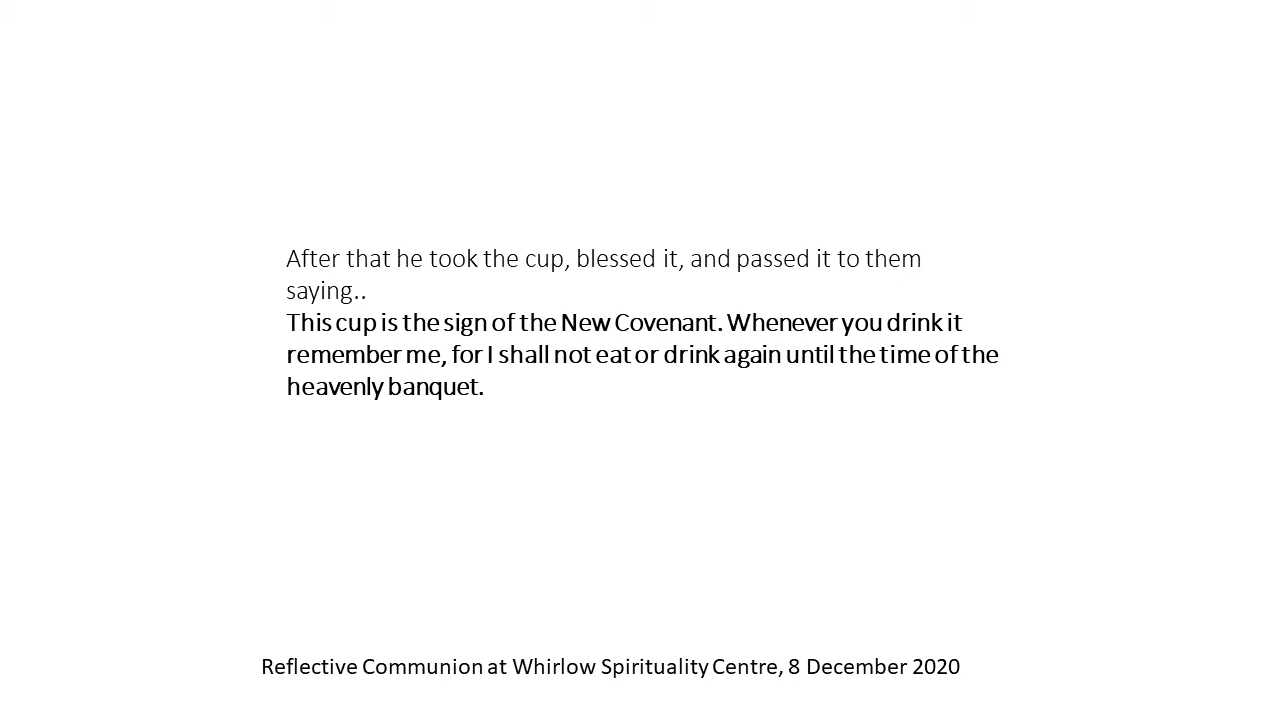 After that he took the cup, blessed it, and passed it to them
saying..
This cup is the sign of the New Covenant. Whenever you drink it
remember me, for I shall not eat or drink again until the time of the
heavenly banquet.
Reflective Communion at Whirlow Spirituality Centre, 8 December 2020